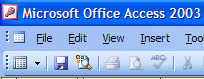 Microsoft Office Access 2003
File Edit View Insert Too